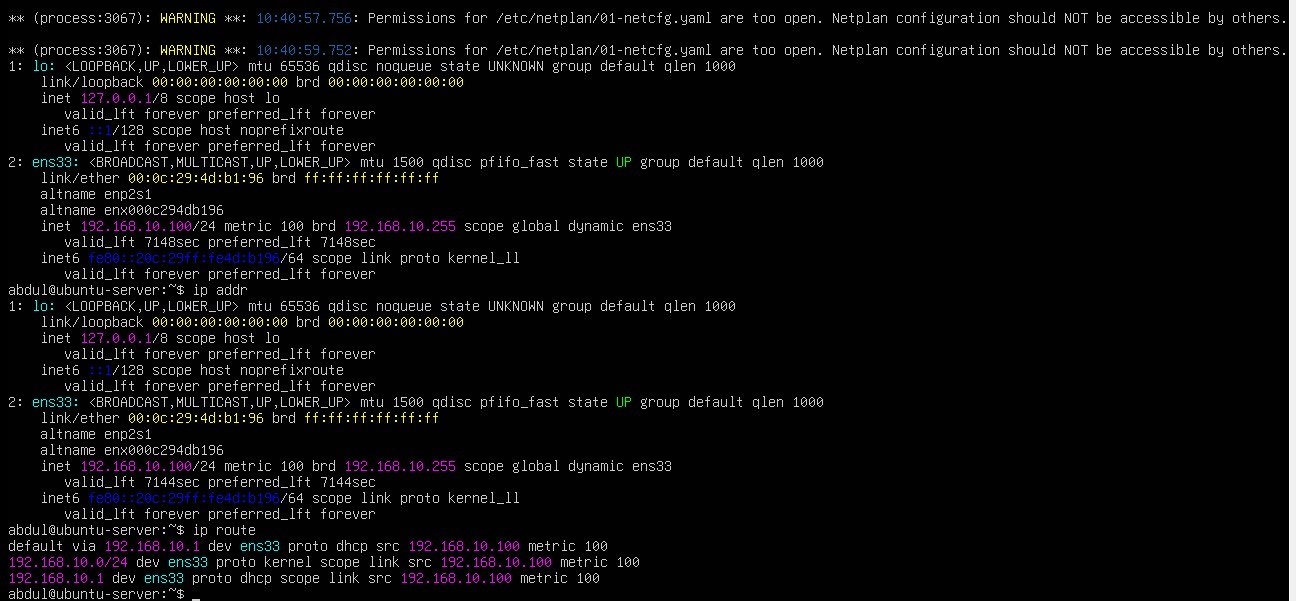 ** (process:3067): WARNING **: 10:40:57.756: Permissions for /etc/netplan/01-netcfg.yaml are too open. Netplan configuration should NOT be accessible by others.
** (process:3067): WARNING **: 10:40:59.752: Permissions for /etc/netplan/01-netcfg.yaml are too open. Netplan configuration should NOT be accessible by others.
1: lo: <LOOPBACK,UP,LOWER_UP> mtu 65536 qdisc noqueue state UNKNOWN group default qlen 1000
link/loopback 00:00:00:00:00:00 brd 00:00:00:00:00:00
inet 127.0.0.1/8 scope host lo
valid_lft forever preferred_lft forever
inet6 ::1/128 scope host noprefixroute
valid_lft forever preferred_lft forever
2: ens33: <BROADCAST,MULTICAST,UP,LOWER_UP> mtu 1500 qdisc pfifo_fast state UP group default qlen 1000
link/ether 00:0c:29:4d:b1:96 brd ff:ff:ff:ff:ff:ff
altname enp2s1
altname enx000c294db196
inet 192.168.10.100/24 metric 100 brd 192.168.10.255 scope global dynamic ens33
valid_lft 7148sec preferred_lft 7148sec
inet6 fe80::20c:29ff:fe4d:b196/64 scope link proto kernel_ll
valid_lft forever preferred_lft forever
abdul@ubuntu-server:~$ ip addr
1: lo: <LOOPBACK,UP,LOWER_UP> mtu 65536 qdisc noqueue state UNKNOWN group default qlen 1000
link/loopback 00:00:00:00:00:00 brd 00:00:00:00:00:00
inet 127.0.0.1/8 scope host lo
valid_lft forever preferred_lft forever
inet6 ::1/128 scope host noprefixroute
valid_lft forever preferred_lft forever
2: ens33: <BROADCAST,MULTICAST,UP,LOWER_UP> mtu 1500 qdisc pfifo_fast state UP group default qlen 1000
link/ether 00:0c:29:4d:b1:96 brd ff:ff:ff:ff:ff:ff
altname enp2s1
altname enx000c294db196
inet 192.168.10.100/24 metric 100 brd 192.168.10.255 scope global dynamic ens33
valid_lft 7144sec preferred_lft 7144sec
inet6 fe80::20c:29ff:fe4d:b196/64 scope link proto kernel_ll
valid_lft forever preferred_lft forever
abdul@ubuntu-server:~$ ip route
default via 192.168.10.1 dev ens33 proto dhcp src 192.168.10.100 metric 100
192.168.10.0/24 dev ens33 proto kernel scope link src 192.168.10.100 metric 100
192.168.10.1 dev ens33 proto dhcp scope link src 192.168.10.100 metric 100
abdul@ubuntu-server:~$ _